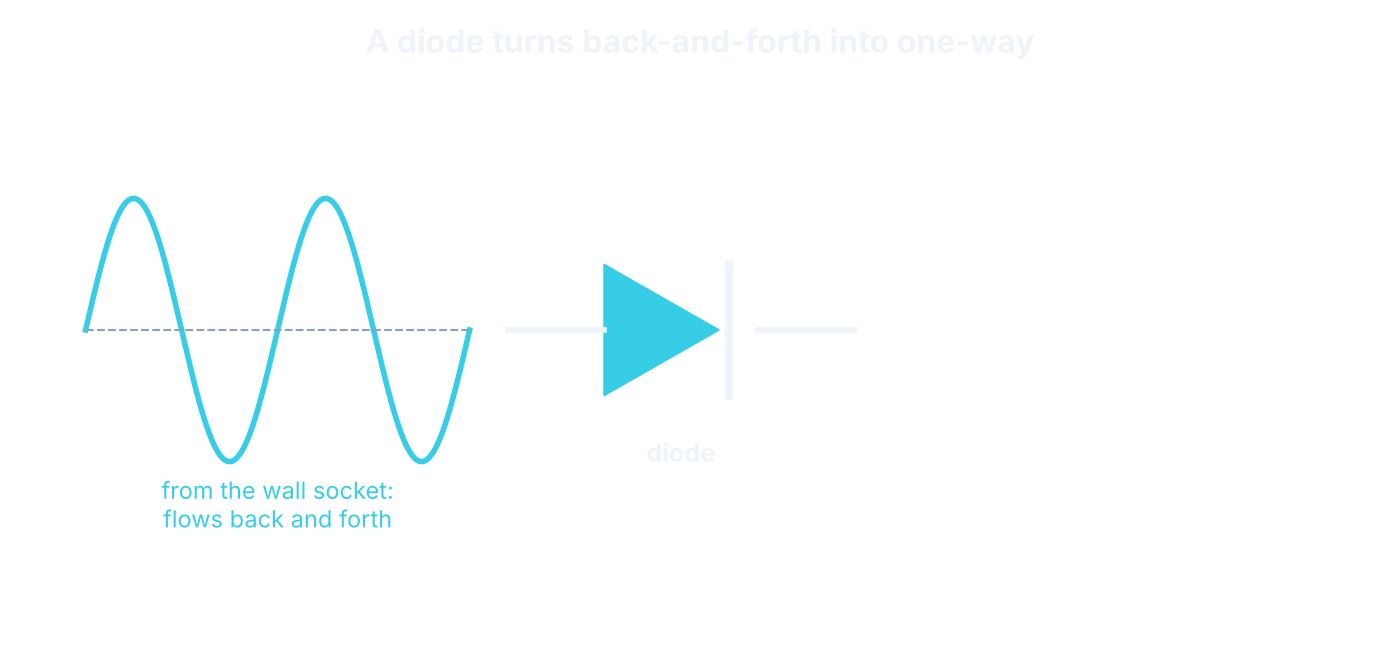 A diode turns back-and-forth into one-way
diode
from the wall socket:
flows back and forth